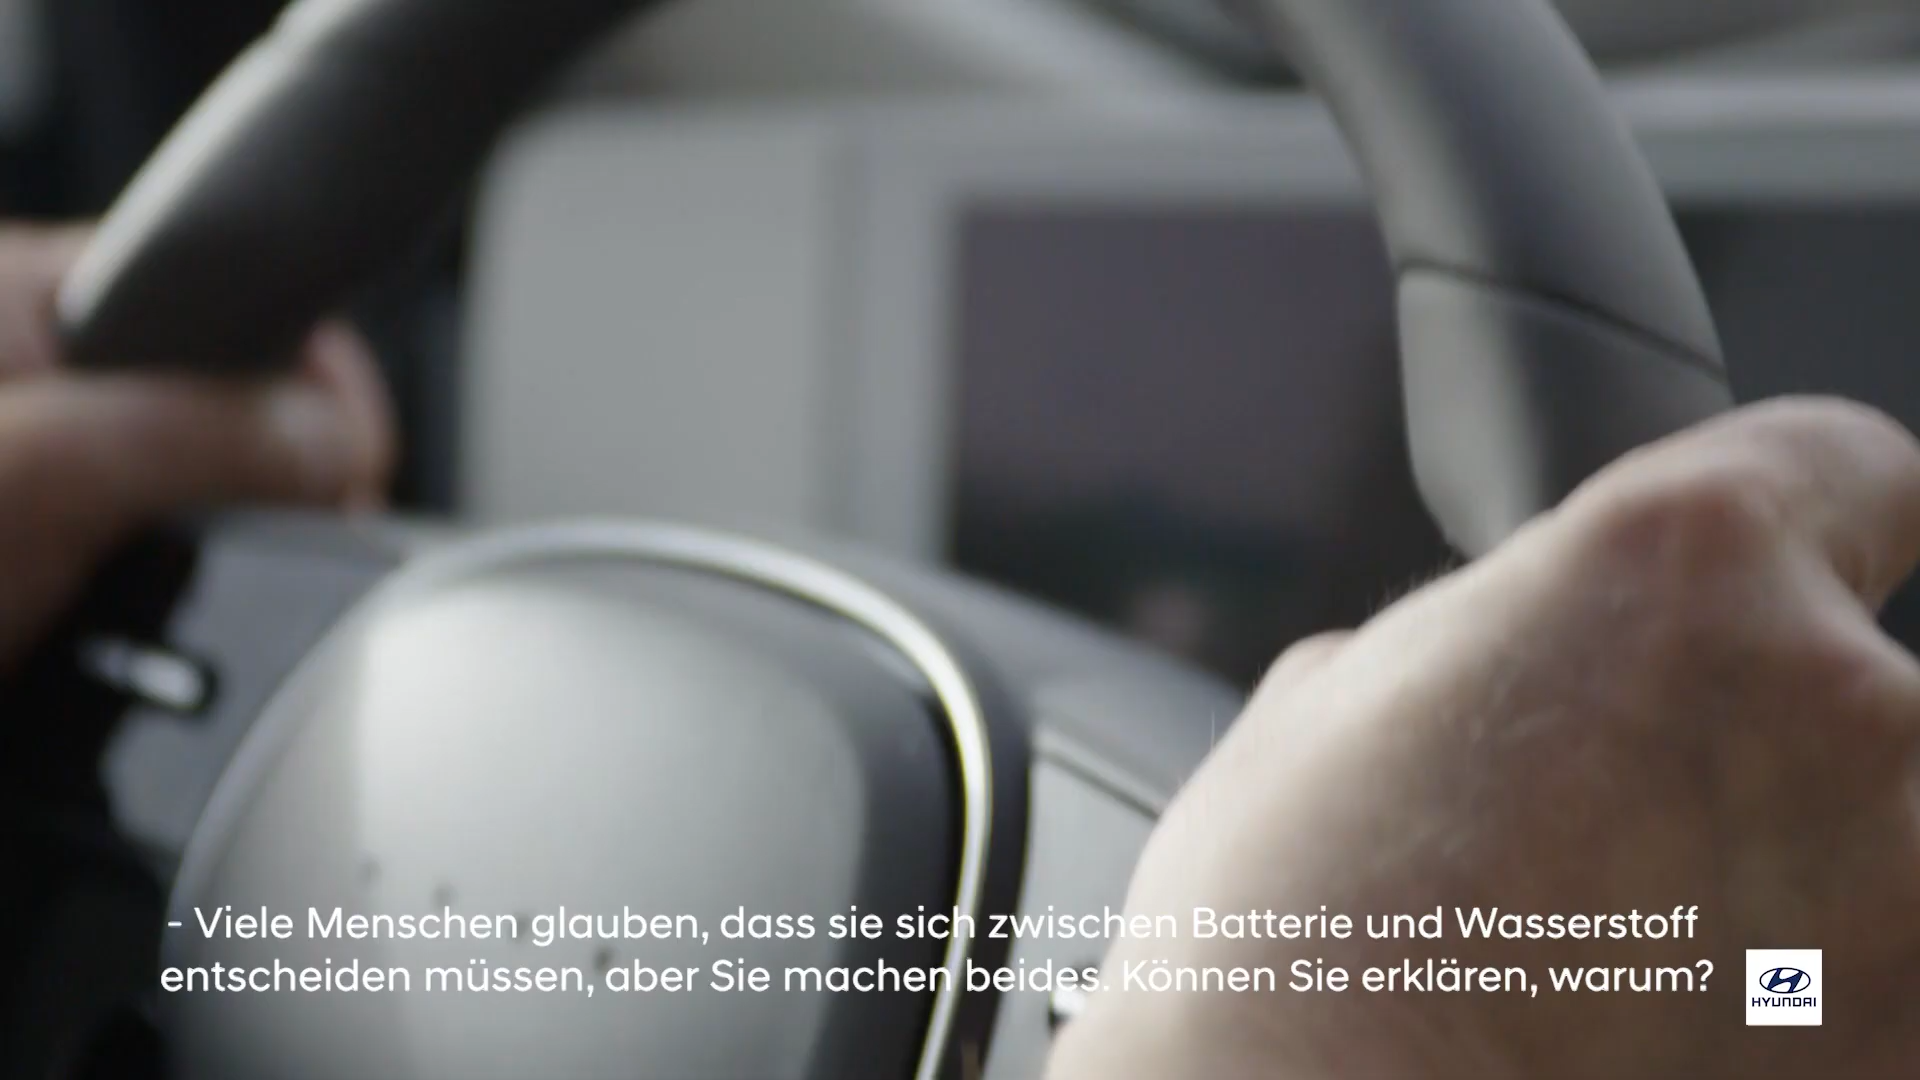 - Viele Menschen glauben, dass sie sich zwischen Batterie und Wasserstoff
entscheiden müssen, aber Sie machen beides. Können Sie erklären, warum?
HYUNDAI